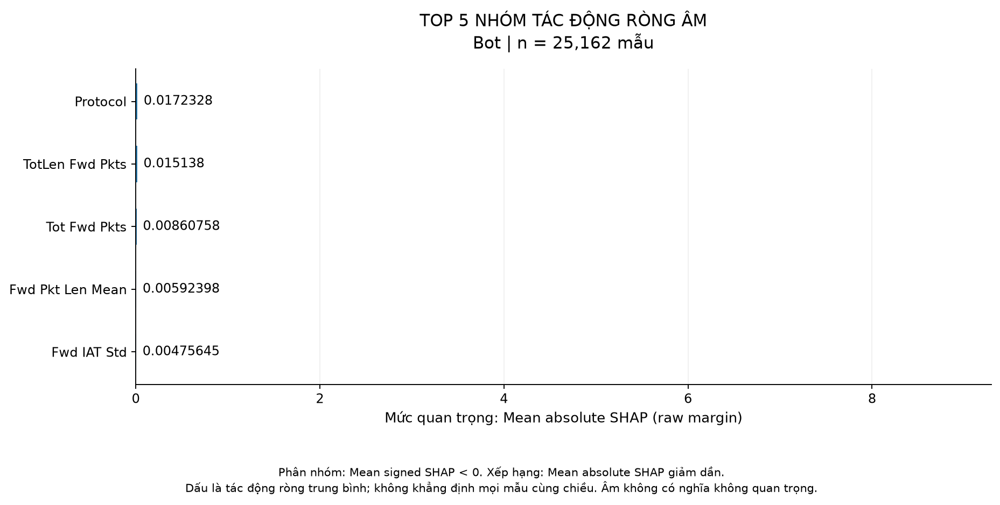 TOP 5 NHÓM TÁC ĐỘNG RÒNG ÂM
Bot | n = 25,162 mẫu
Protocol 0.0172328
TotLen Fwd Pkts 0.015138
Tot Fwd Pkts 0.00860758
Fwd Pkt Len Mean 0.00592398
Fwd IAT Std 0.00475645
0 2 4 6 8
Mức quan trọng: Mean absolute SHAP (raw margin)
Phân nhóm: Mean signed SHAP < 0. Xếp hạng: Mean absolute SHAP giảm dần.
Dấu là tác động ròng trung bình; không khẳng định mọi mẫu cùng chiều. Âm không có nghĩa không quan trọng.